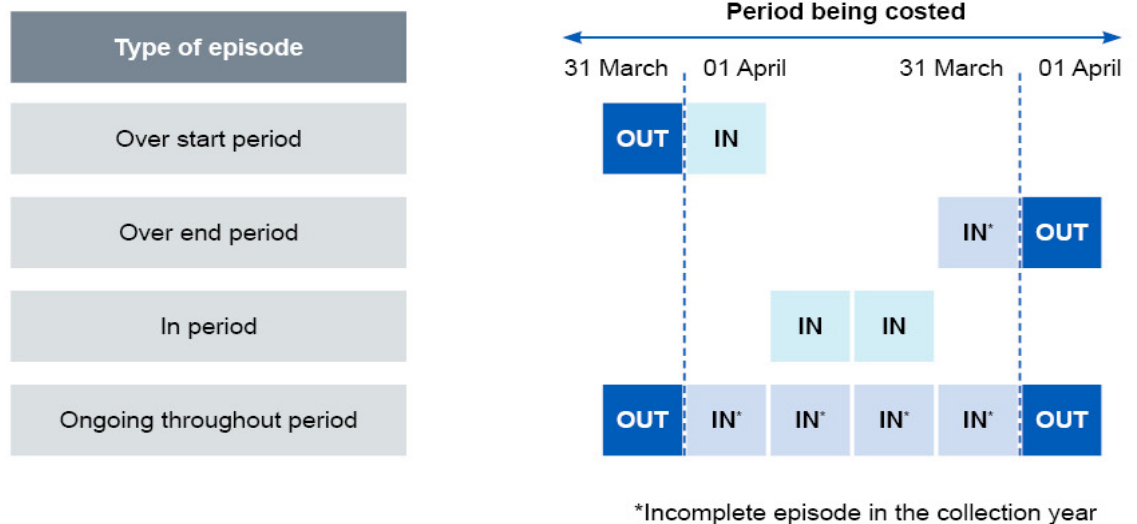 Period being costed
Type of episode
31 March 01 April 31 March 01 April
Over start period OUT IN
Over end period IN* OUT
In period IN IN
Ongoing throughout period OUT IN* IN* IN* IN* OUT
*Incomplete episode in the collection year